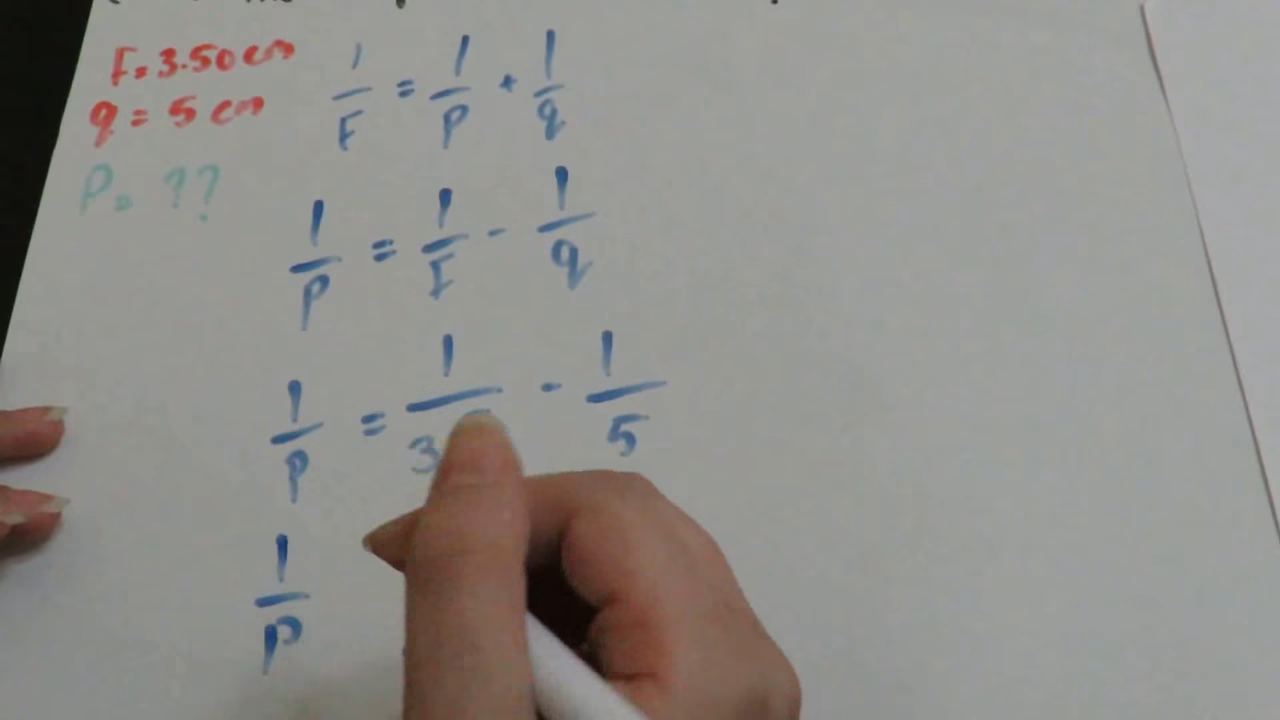 F = 3.50 cm
q = 5 cm
P = ??
1/F = 1/P + 1/q
1/P = 1/F - 1/q
1/P = 1/3 - 1/5
1/P